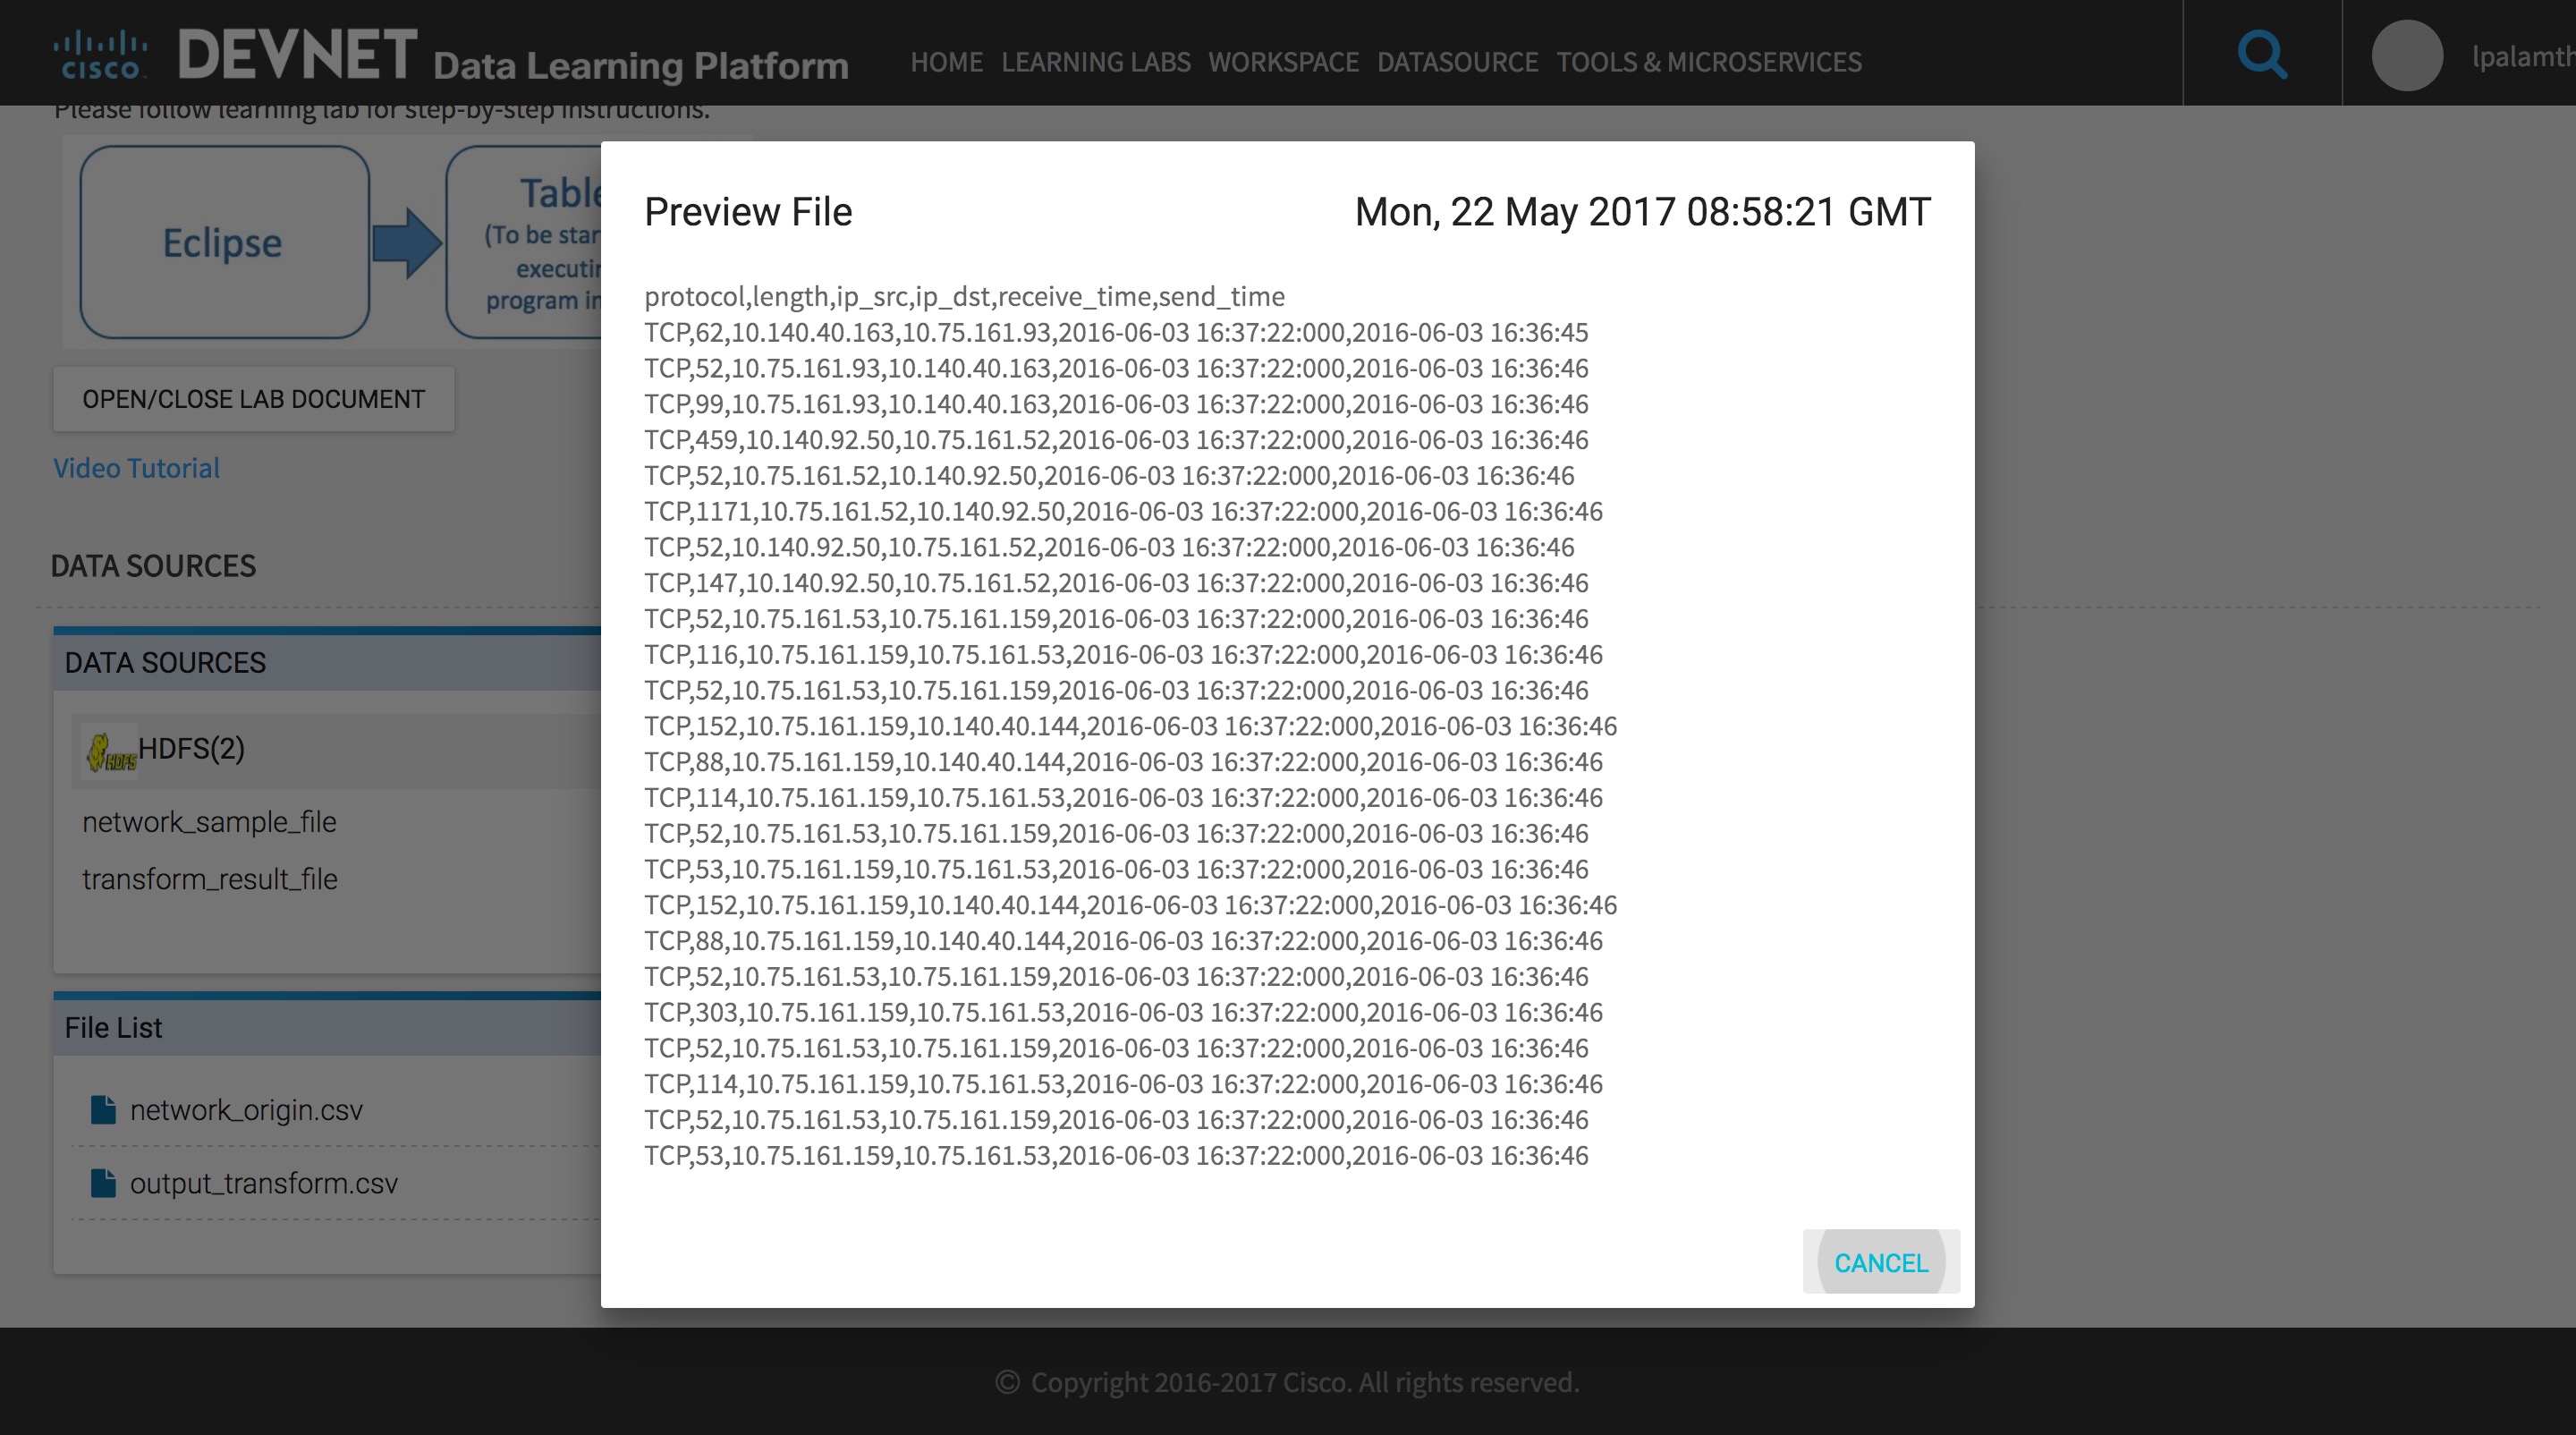 CISCO DEVNET Data Learning Platform HOME LEARNING LABS WORKSPACE DATASOURCE TOOLS & MICROSERVICES lpalamth
Please follow learning lab for step-by-step instructions.
Eclipse
Table
(To be star
executin
program in
OPEN/CLOSE LAB DOCUMENT
Video Tutorial
DATA SOURCES
DATA SOURCES
HDFS HDFS(2)
network_sample_file
transform_result_file
File List
network_origin.csv
output_transform.csv
Preview File Mon, 22 May 2017 08:58:21 GMT
protocol,length,ip_src,ip_dst,receive_time,send_time
TCP,62,10.140.40.163,10.75.161.93,2016-06-03 16:37:22:000,2016-06-03 16:36:45
TCP,52,10.75.161.93,10.140.40.163,2016-06-03 16:37:22:000,2016-06-03 16:36:46
TCP,99,10.75.161.93,10.140.40.163,2016-06-03 16:37:22:000,2016-06-03 16:36:46
TCP,459,10.140.92.50,10.75.161.52,2016-06-03 16:37:22:000,2016-06-03 16:36:46
TCP,52,10.75.161.52,10.140.92.50,2016-06-03 16:37:22:000,2016-06-03 16:36:46
TCP,1171,10.75.161.52,10.140.92.50,2016-06-03 16:37:22:000,2016-06-03 16:36:46
TCP,52,10.140.92.50,10.75.161.52,2016-06-03 16:37:22:000,2016-06-03 16:36:46
TCP,147,10.140.92.50,10.75.161.52,2016-06-03 16:37:22:000,2016-06-03 16:36:46
TCP,52,10.75.161.53,10.75.161.159,2016-06-03 16:37:22:000,2016-06-03 16:36:46
TCP,116,10.75.161.159,10.75.161.53,2016-06-03 16:37:22:000,2016-06-03 16:36:46
TCP,52,10.75.161.53,10.75.161.159,2016-06-03 16:37:22:000,2016-06-03 16:36:46
TCP,152,10.75.161.159,10.140.40.144,2016-06-03 16:37:22:000,2016-06-03 16:36:46
TCP,88,10.75.161.159,10.140.40.144,2016-06-03 16:37:22:000,2016-06-03 16:36:46
TCP,114,10.75.161.159,10.75.161.53,2016-06-03 16:37:22:000,2016-06-03 16:36:46
TCP,52,10.75.161.53,10.75.161.159,2016-06-03 16:37:22:000,2016-06-03 16:36:46
TCP,53,10.75.161.159,10.75.161.53,2016-06-03 16:37:22:000,2016-06-03 16:36:46
TCP,152,10.75.161.159,10.140.40.144,2016-06-03 16:37:22:000,2016-06-03 16:36:46
TCP,88,10.75.161.159,10.140.40.144,2016-06-03 16:37:22:000,2016-06-03 16:36:46
TCP,52,10.75.161.53,10.75.161.159,2016-06-03 16:37:22:000,2016-06-03 16:36:46
TCP,303,10.75.161.159,10.75.161.53,2016-06-03 16:37:22:000,2016-06-03 16:36:46
TCP,52,10.75.161.53,10.75.161.159,2016-06-03 16:37:22:000,2016-06-03 16:36:46
TCP,114,10.75.161.159,10.75.161.53,2016-06-03 16:37:22:000,2016-06-03 16:36:46
TCP,52,10.75.161.53,10.75.161.159,2016-06-03 16:37:22:000,2016-06-03 16:36:46
TCP,53,10.75.161.159,10.75.161.53,2016-06-03 16:37:22:000,2016-06-03 16:36:46
CANCEL
© Copyright 2016-2017 Cisco. All rights reserved.